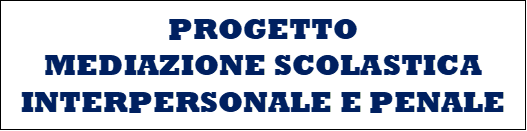 PROGETTO
MEDIAZIONE SCOLASTICA
INTERPERSONALE E PENALE